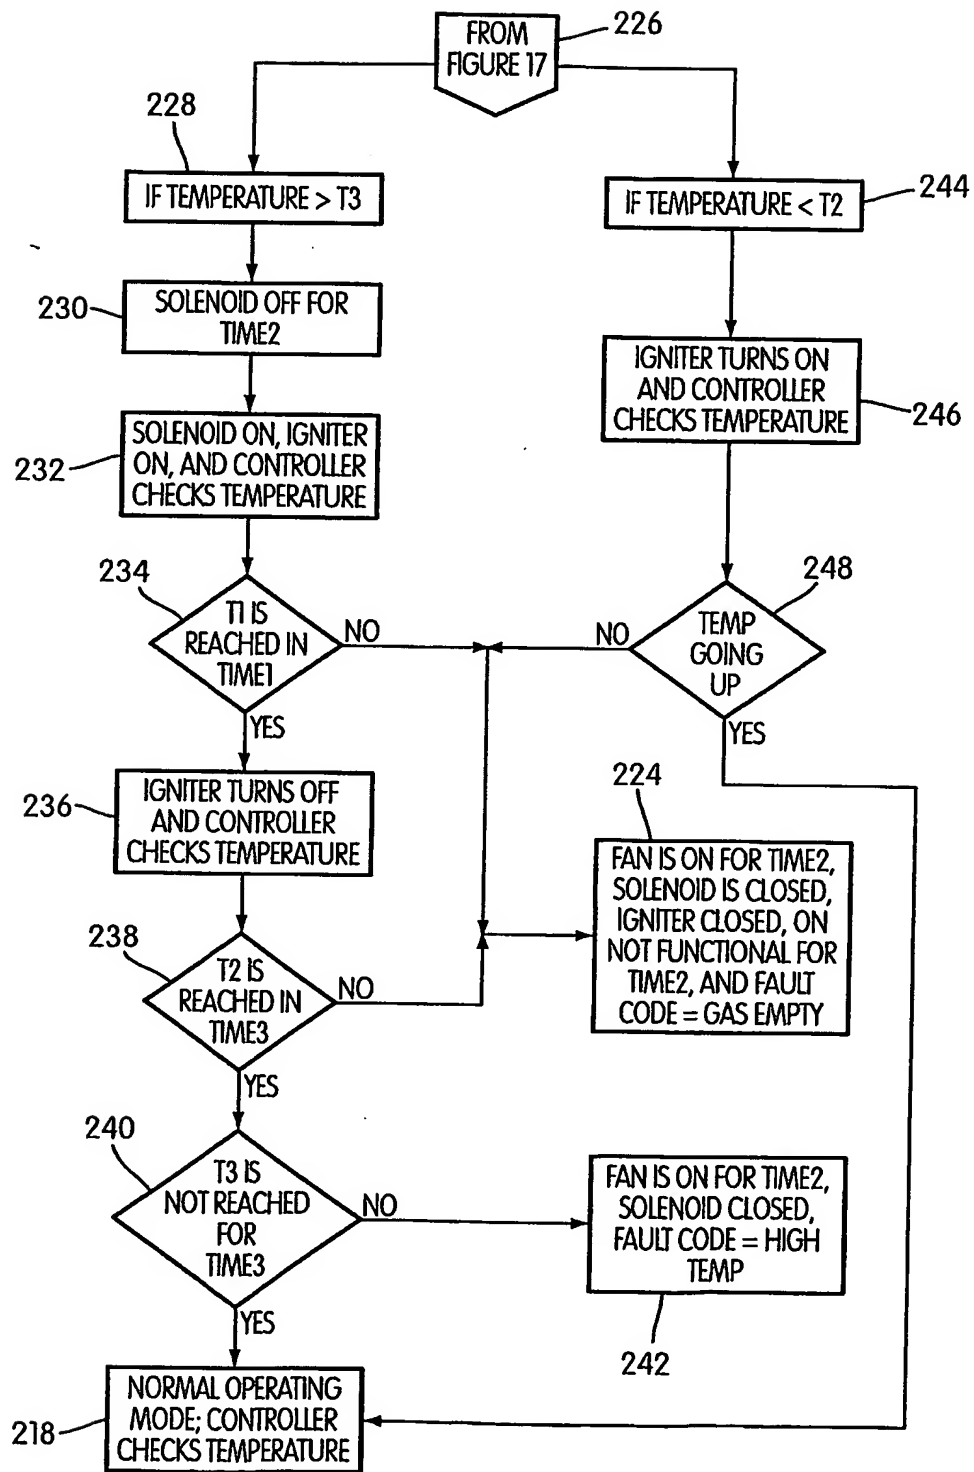 FROM
FIGURE 17
226
228
IF TEMPERATURE > T3
244
IF TEMPERATURE < T2
230
SOLENOID OFF FOR
TIME2
IGNITER TURNS ON
AND CONTROLLER
CHECKS TEMPERATURE
246
232
SOLENOID ON, IGNITER
ON, AND CONTROLLER
CHECKS TEMPERATURE
234
T1 IS
REACHED IN
TIME1
NO
YES
248
TEMP
GOING
UP
NO
YES
236
IGNITER TURNS OFF
AND CONTROLLER
CHECKS TEMPERATURE
224
FAN IS ON FOR TIME2,
SOLENOID IS CLOSED,
IGNITER CLOSED, ON
NOT FUNCTIONAL FOR
TIME2, AND FAULT
CODE = GAS EMPTY
238
T2 IS
REACHED IN
TIME3
NO
YES
240
T3 IS
NOT REACHED
FOR
TIME3
NO
YES
FAN IS ON FOR TIME2,
SOLENOID CLOSED,
FAULT CODE = HIGH
TEMP
242
218
NORMAL OPERATING
MODE; CONTROLLER
CHECKS TEMPERATURE